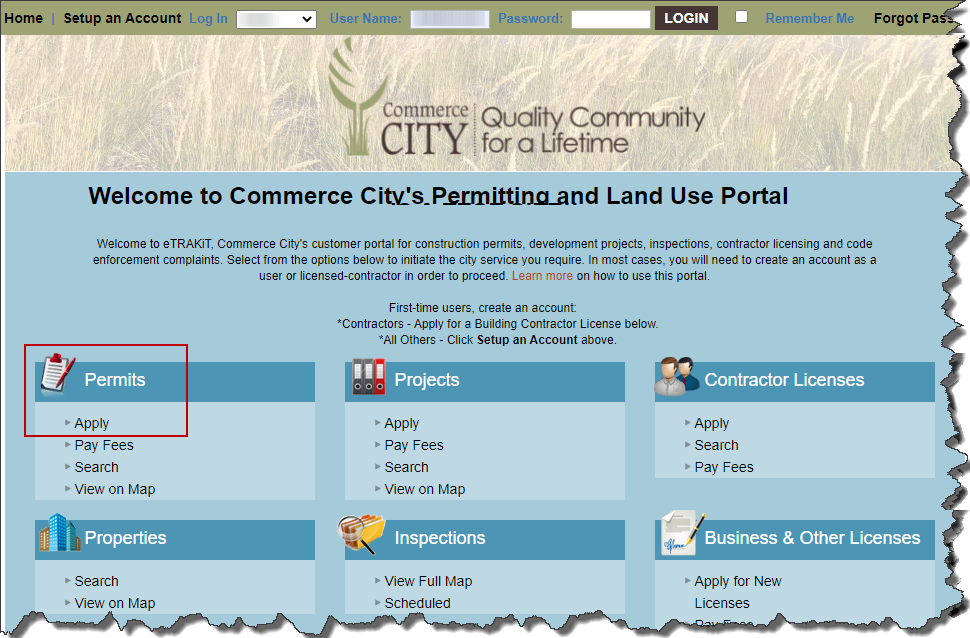 Home | Setup an Account Log In User Name: Password: LOGIN Remember Me Forgot Pass
Commerce
CITY
Quality Community
for a Lifetime
Welcome to Commerce City's Permitting and Land Use Portal
Welcome to eTRAKiT, Commerce City's customer portal for construction permits, development projects, inspections, contractor licensing and code
enforcement complaints. Select from the options below to initiate the city service you require. In most cases, you will need to create an account as a
user or licensed-contractor in order to proceed. Learn more on how to use this portal.
First-time users, create an account:
*Contractors - Apply for a Building Contractor License below.
*All Others - Click Setup an Account above.
Permits
Apply
Pay Fees
Search
View on Map
Projects
Apply
Pay Fees
Search
View on Map
Contractor Licenses
Apply
Search
Pay Fees
Properties
Search
View on Map
Inspections
View Full Map
Scheduled
Business & Other Licenses
Apply for New
Licenses
Pay Fees